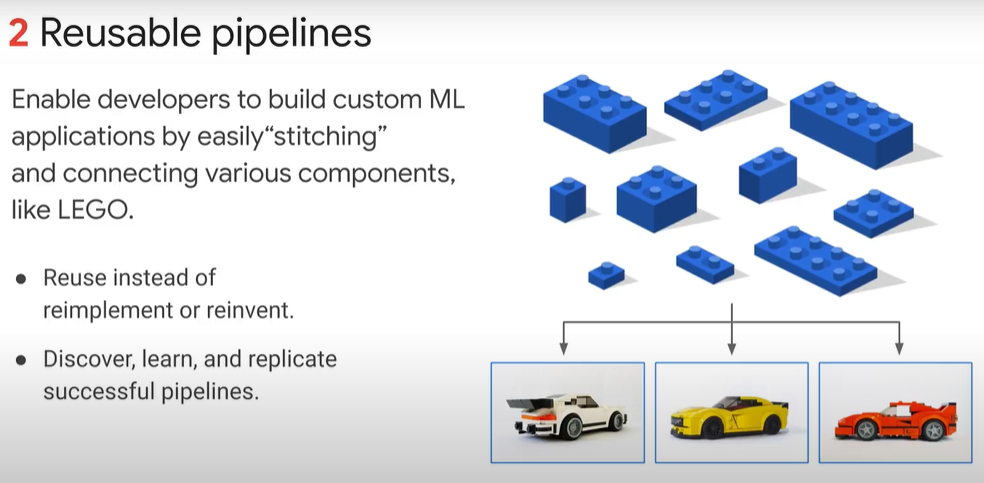 2 Reusable pipelines
Enable developers to build custom ML
applications by easily“stitching”
and connecting various components,
like LEGO.
● Reuse instead of
reimplement or reinvent.
● Discover, learn, and replicate
successful pipelines.